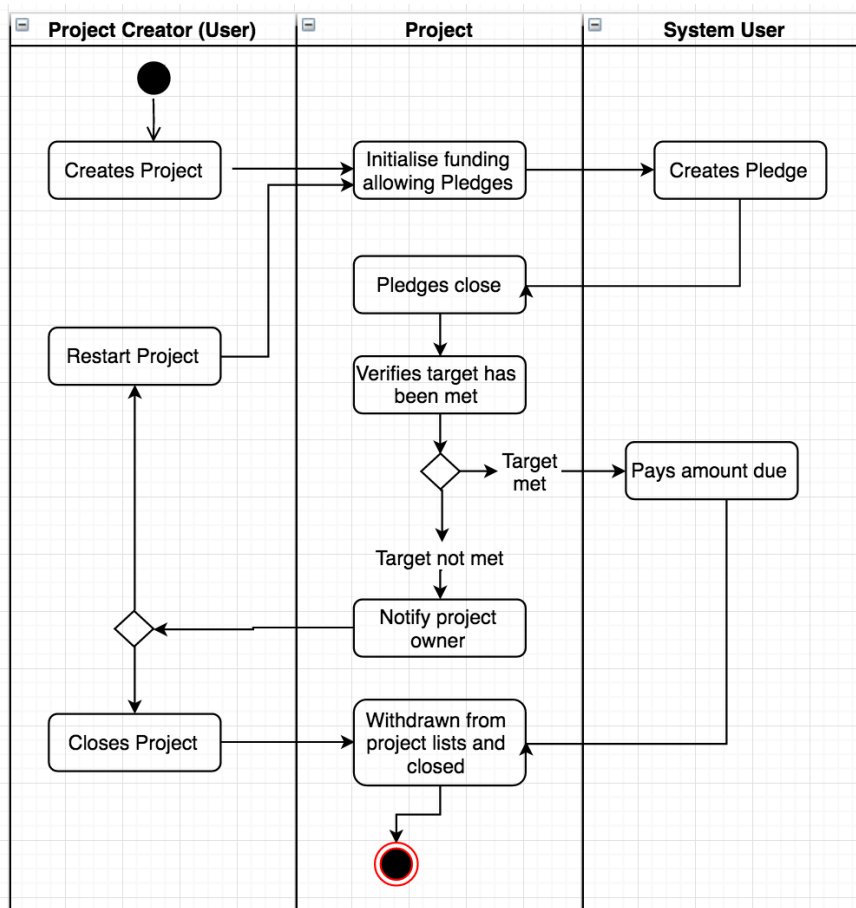 Project Creator (User)
Project
System User
Creates Project
Initialise funding
allowing Pledges
Creates Pledge
Pledges close
Restart Project
Verifies target has
been met
Target
met
Pays amount due
Target not met
Notify project
owner
Closes Project
Withdrawn from
project lists and
closed